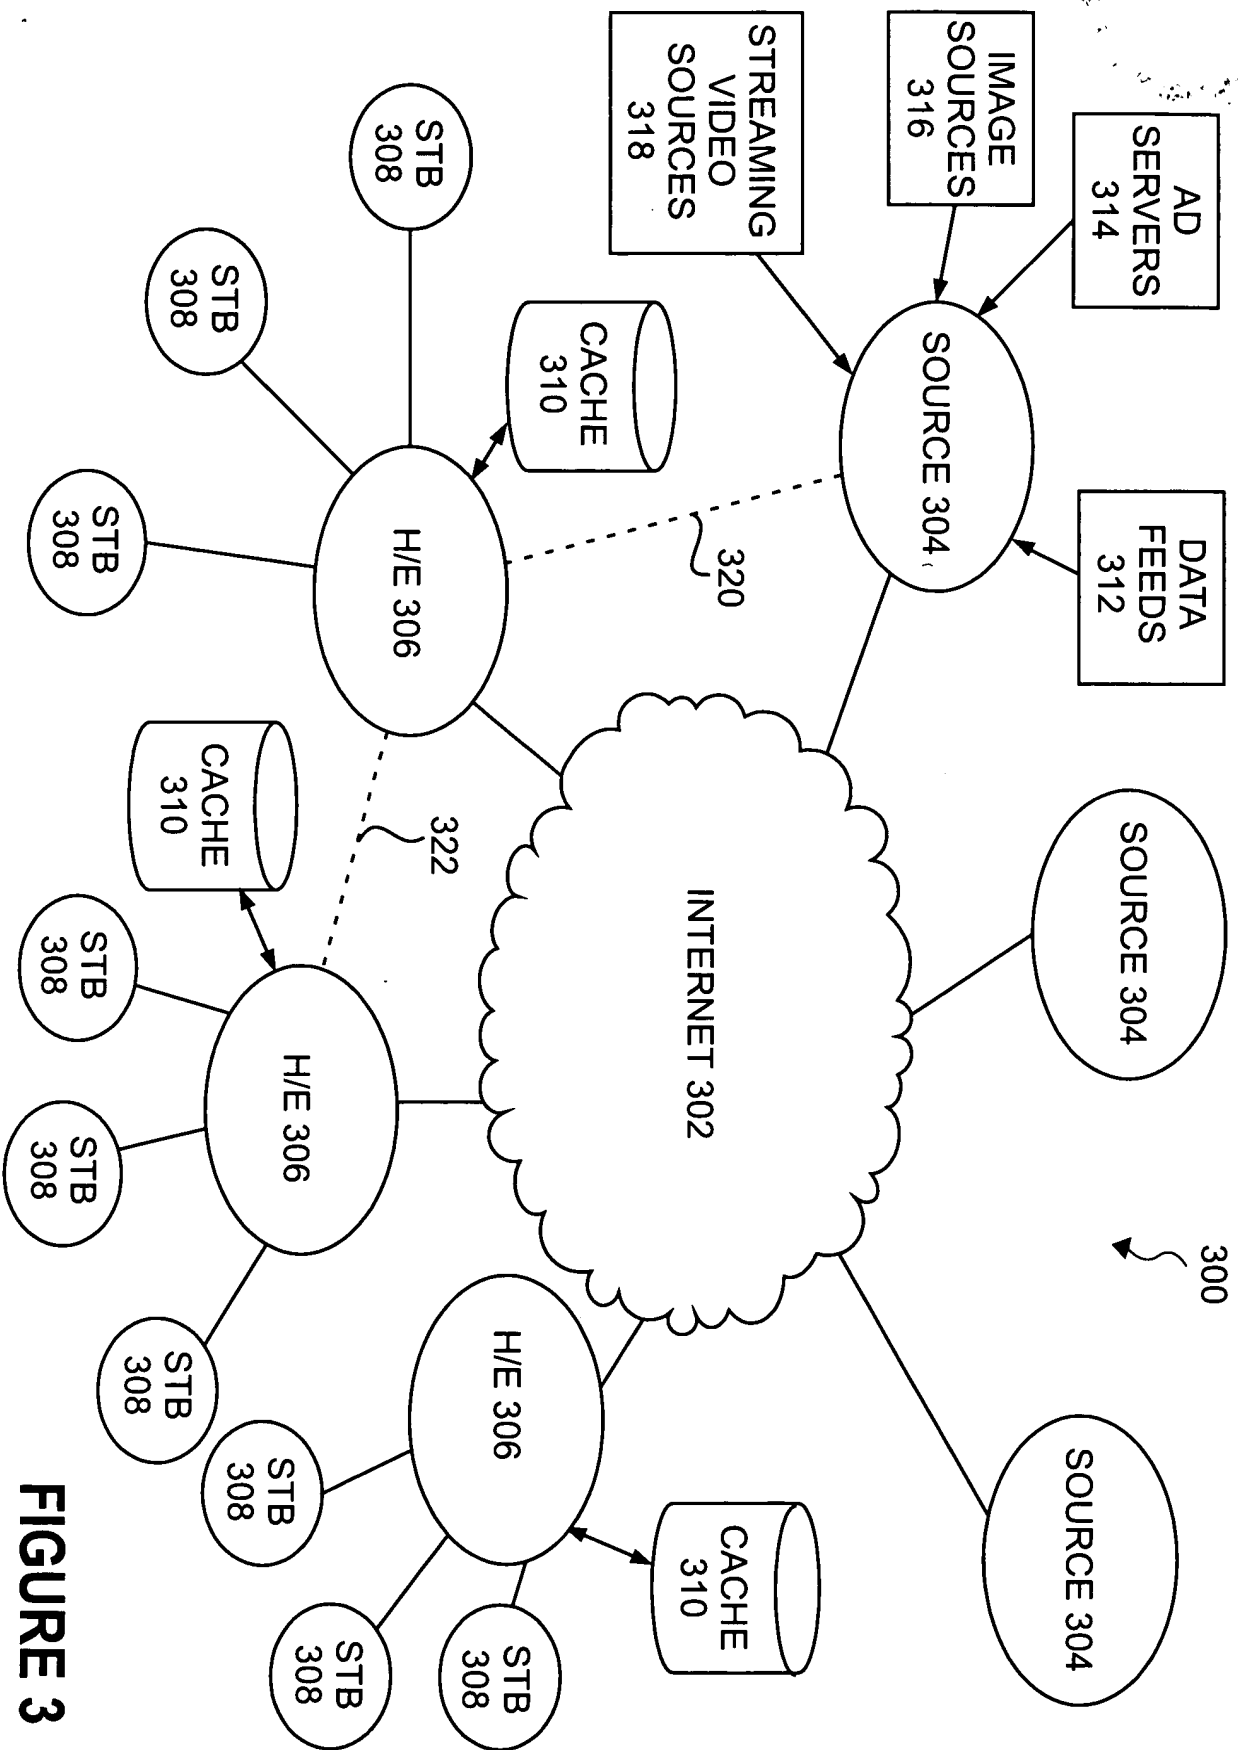 300
AD
SERVERS
314
DATA
FEEDS
312
SOURCE 304
SOURCE 304
IMAGE
SOURCES
316
SOURCE 304
STREAMING
VIDEO
SOURCES
318
320
INTERNET 302
CACHE
310
CACHE
310
STB
308
H/E 306
322
H/E 306
STB
308
STB
308
CACHE
310
H/E 306
STB
308
STB
308
STB
308
STB
308
STB
308
STB
308
FIGURE 3